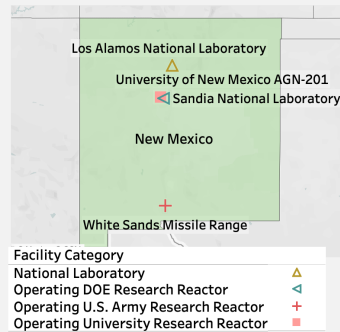 Los Alamos National Laboratory
University of New Mexico AGN-201
Sandia National Laboratory
New Mexico
White Sands Missile Range
Facility Category
National Laboratory
Operating DOE Research Reactor
Operating U.S. Army Research Reactor
Operating University Research Reactor